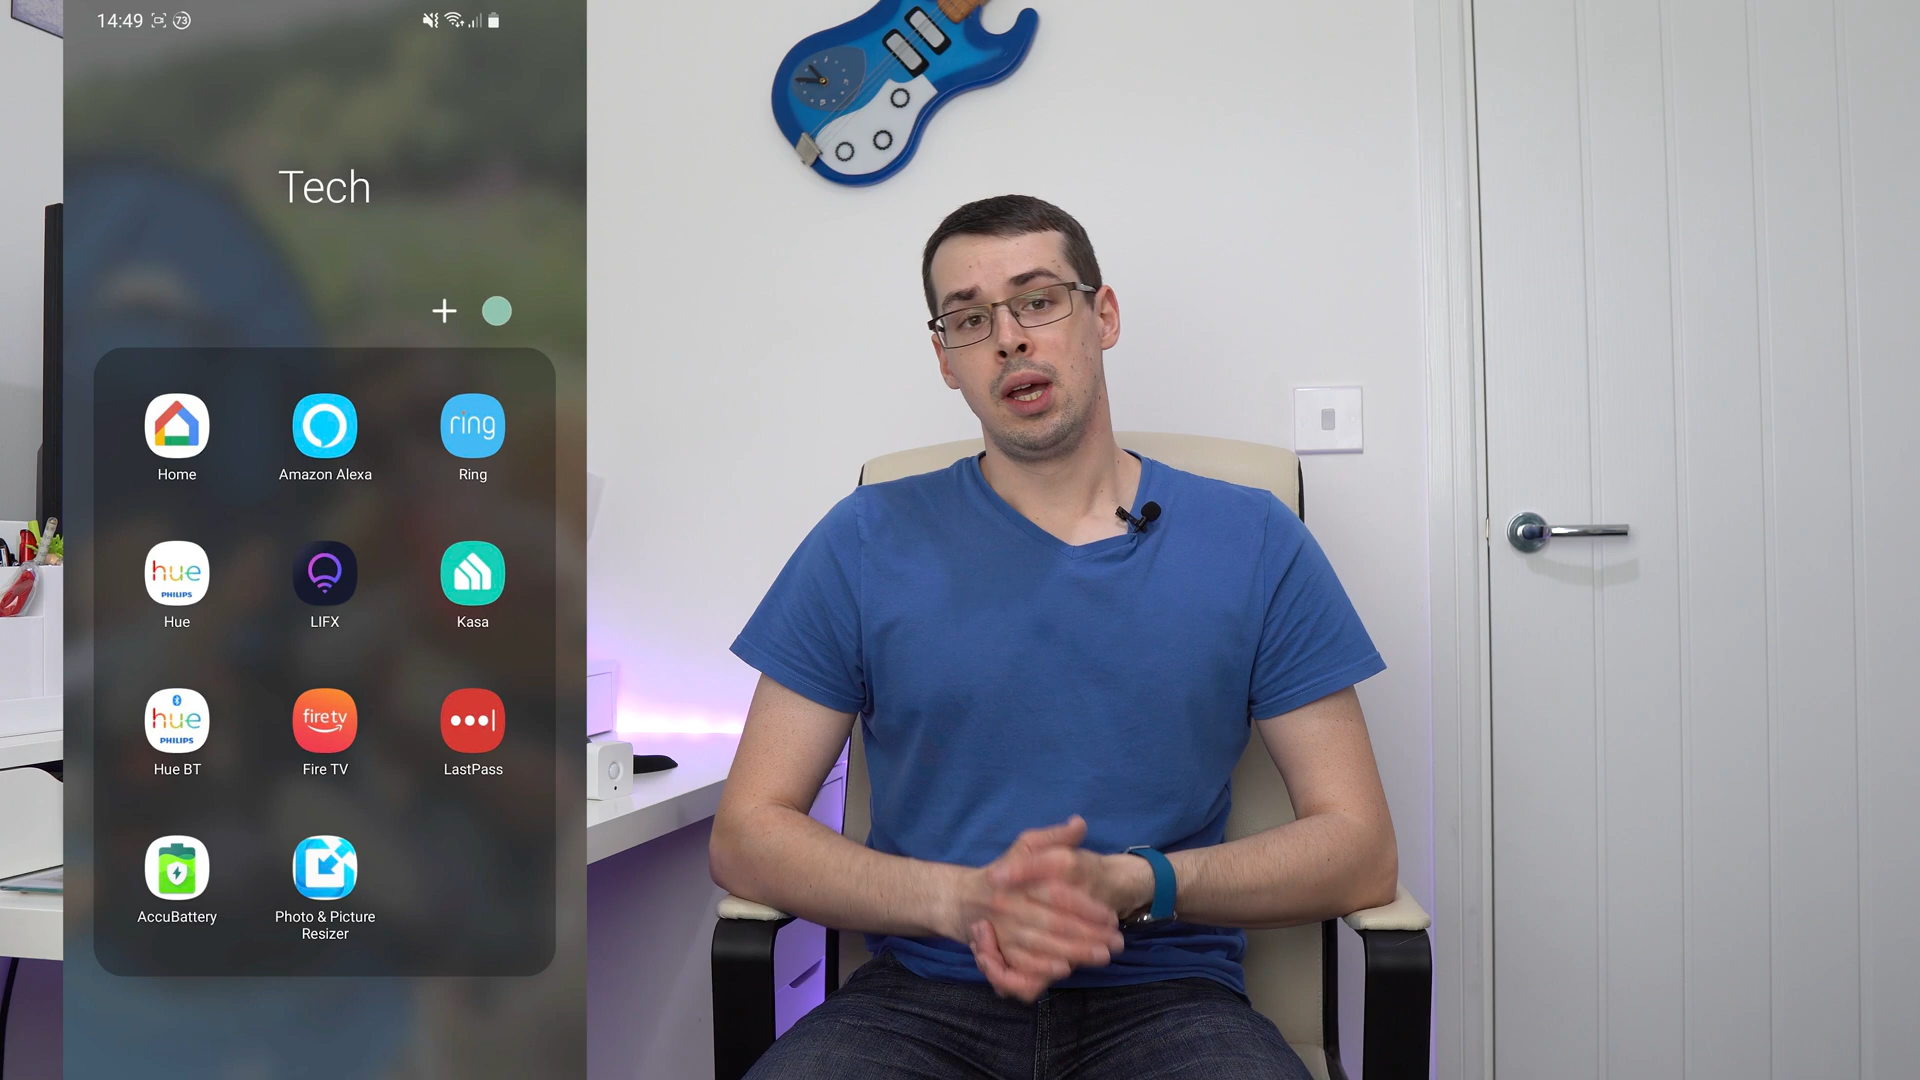 14:49
73
Tech
ring
Home
Amazon Alexa
Ring
hue
PHILIPS
Hue
LIFX
Kasa
hue
PHILIPS
fire tv
Hue BT
Fire TV
LastPass
AccuBattery
Photo & Picture
Resizer